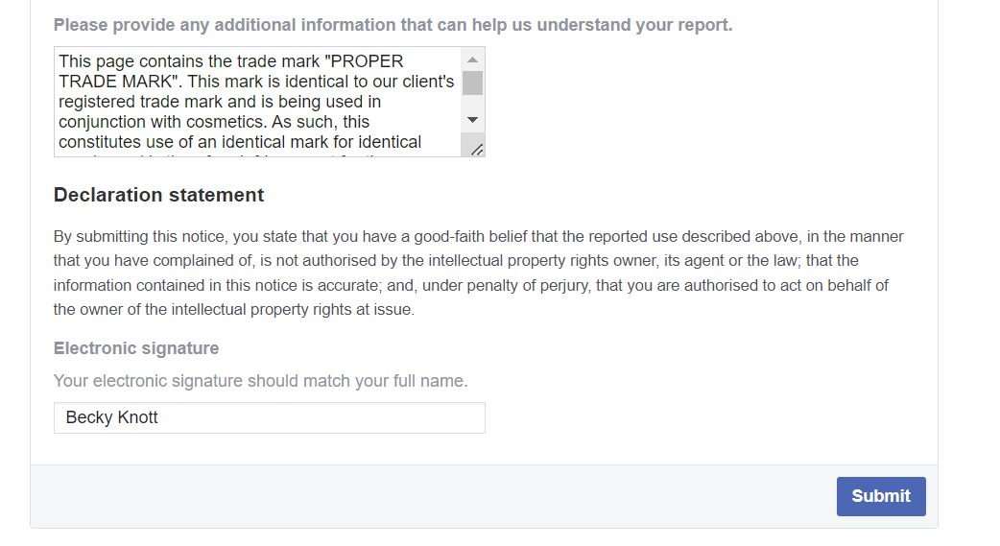 Please provide any additional information that can help us understand your report.
This page contains the trade mark "PROPER
TRADE MARK". This mark is identical to our client's
registered trade mark and is being used in
conjunction with cosmetics. As such, this
constitutes use of an identical mark for identical
Declaration statement
By submitting this notice, you state that you have a good-faith belief that the reported use described above, in the manner
that you have complained of, is not authorised by the intellectual property rights owner, its agent or the law; that the
information contained in this notice is accurate; and, under penalty of perjury, that you are authorised to act on behalf of
the owner of the intellectual property rights at issue.
Electronic signature
Your electronic signature should match your full name.
Becky Knott
Submit